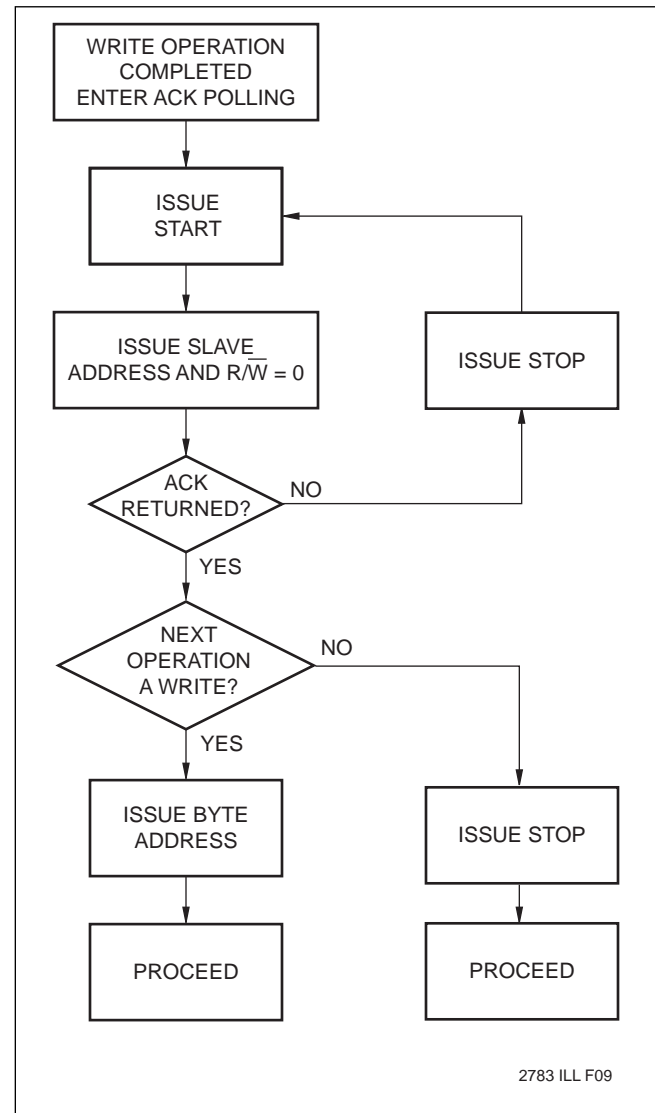 WRITE OPERATION
COMPLETED
ENTER ACK POLLING
ISSUE
START
ISSUE SLAVE
ADDRESS AND R/W̅ = 0
ISSUE STOP
ACK
RETURNED?
NO
YES
NEXT
OPERATION
A WRITE?
NO
YES
ISSUE BYTE
ADDRESS
ISSUE STOP
PROCEED
PROCEED
2783 ILL F09